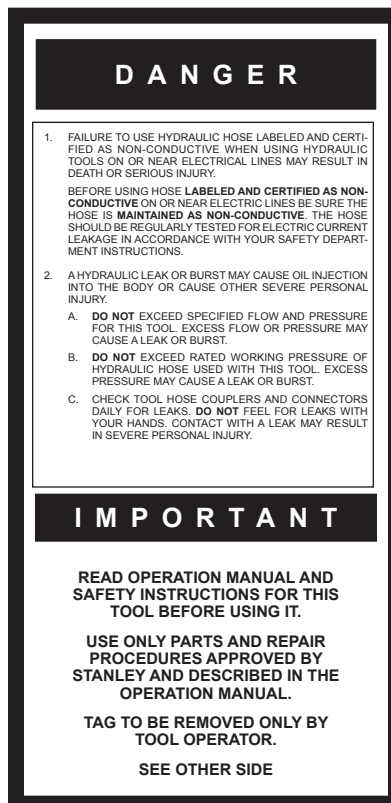 D A N G E R
1. FAILURE TO USE HYDRAULIC HOSE LABELED AND CERTI-
FIED AS NON-CONDUCTIVE WHEN USING HYDRAULIC
TOOLS ON OR NEAR ELECTRICAL LINES MAY RESULT IN
DEATH OR SERIOUS INJURY.
BEFORE USING HOSE LABELED AND CERTIFIED AS NON-
CONDUCTIVE ON OR NEAR ELECTRIC LINES BE SURE THE
HOSE IS MAINTAINED AS NON-CONDUCTIVE. THE HOSE
SHOULD BE REGULARLY TESTED FOR ELECTRIC CURRENT
LEAKAGE IN ACCORDANCE WITH YOUR SAFETY DEPART-
MENT INSTRUCTIONS.
2. A HYDRAULIC LEAK OR BURST MAY CAUSE OIL INJECTION
INTO THE BODY OR CAUSE OTHER SEVERE PERSONAL
INJURY.
A. DO NOT EXCEED SPECIFIED FLOW AND PRESSURE
FOR THIS TOOL. EXCESS FLOW OR PRESSURE MAY
CAUSE A LEAK OR BURST.
B. DO NOT EXCEED RATED WORKING PRESSURE OF
HYDRAULIC HOSE USED WITH THIS TOOL. EXCESS
PRESSURE MAY CAUSE A LEAK OR BURST.
C. CHECK TOOL HOSE COUPLERS AND CONNECTORS
DAILY FOR LEAKS. DO NOT FEEL FOR LEAKS WITH
YOUR HANDS. CONTACT WITH A LEAK MAY RESULT
IN SEVERE PERSONAL INJURY.
I M P O R T A N T
READ OPERATION MANUAL AND
SAFETY INSTRUCTIONS FOR THIS
TOOL BEFORE USING IT.
USE ONLY PARTS AND REPAIR
PROCEDURES APPROVED BY
STANLEY AND DESCRIBED IN THE
OPERATION MANUAL.
TAG TO BE REMOVED ONLY BY
TOOL OPERATOR.
SEE OTHER SIDE